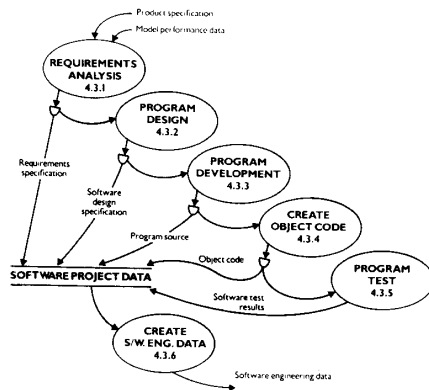 Product specification
Model performance data
REQUIREMENTS
ANALYSIS
4.3.1
PROGRAM
DESIGN
4.3.2
Requirements
specification
Software
design
specification
PROGRAM
DEVELOPMENT
4.3.3
Program source
CREATE
OBJECT CODE
4.3.4
Object code
SOFTWARE PROJECT DATA
PROGRAM
TEST
4.3.5
Software test
results
CREATE
S/W. ENG. DATA
4.3.6
Software engineering data